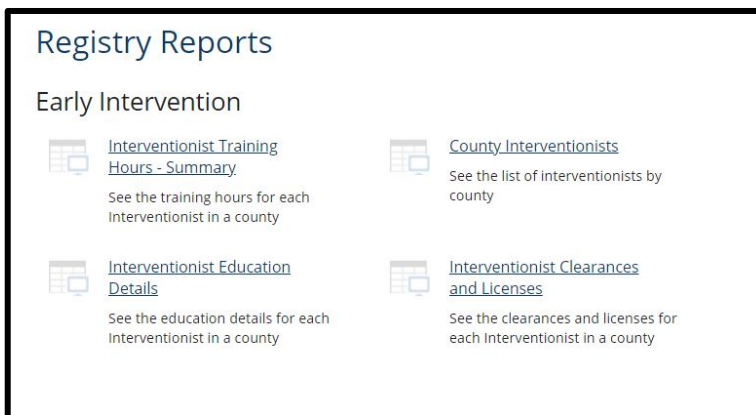 Registry Reports
Early Intervention
Interventionist Training
Hours - Summary
See the training hours for each
Interventionist in a county
County Interventionists
See the list of interventionists by
county
Interventionist Education
Details
See the education details for each
Interventionist in a county
Interventionist Clearances
and Licenses
See the clearances and licenses for
each Interventionist in a county